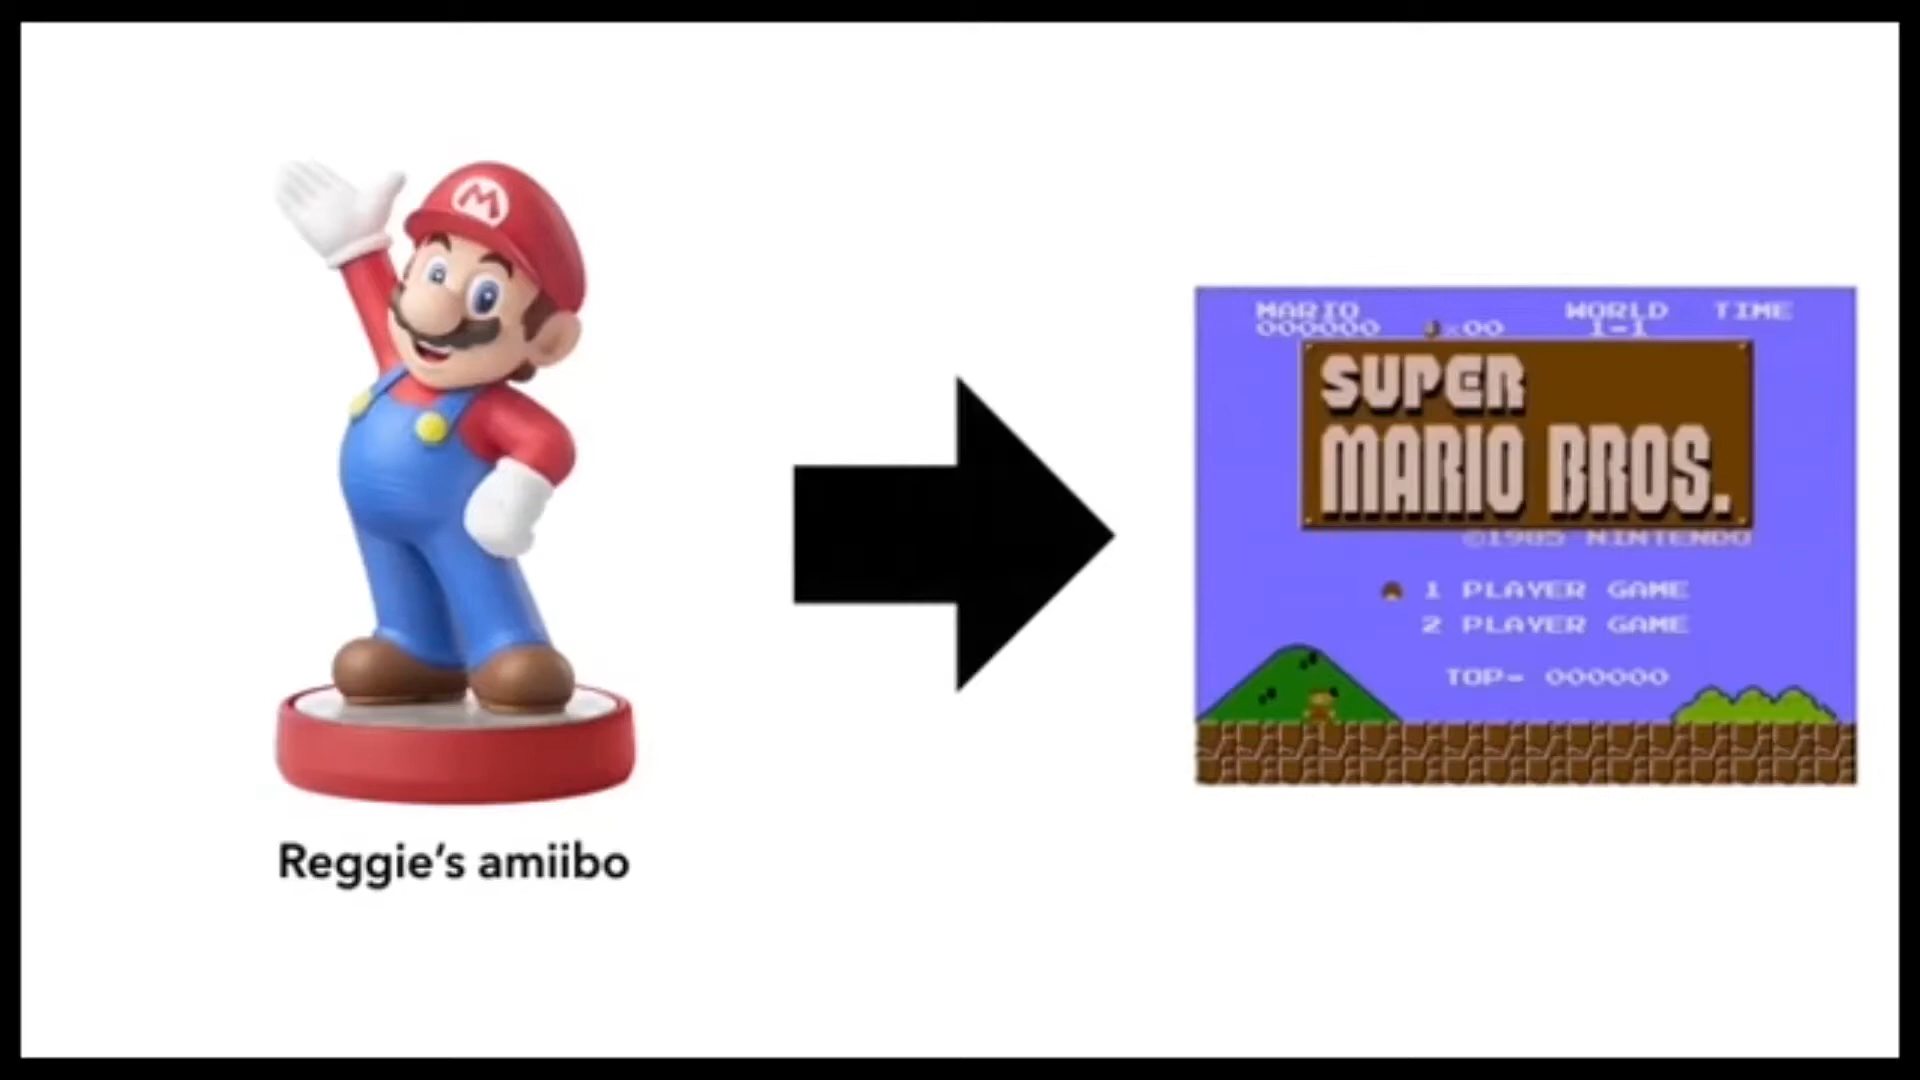 M
Reggie's amiibo
MARIO WORLD TIME
000000 ×00 1-1
SUPER
MARIO BROS.
©1985 NINTENDO
1 PLAYER GAME
2 PLAYER GAME
TOP- 000000